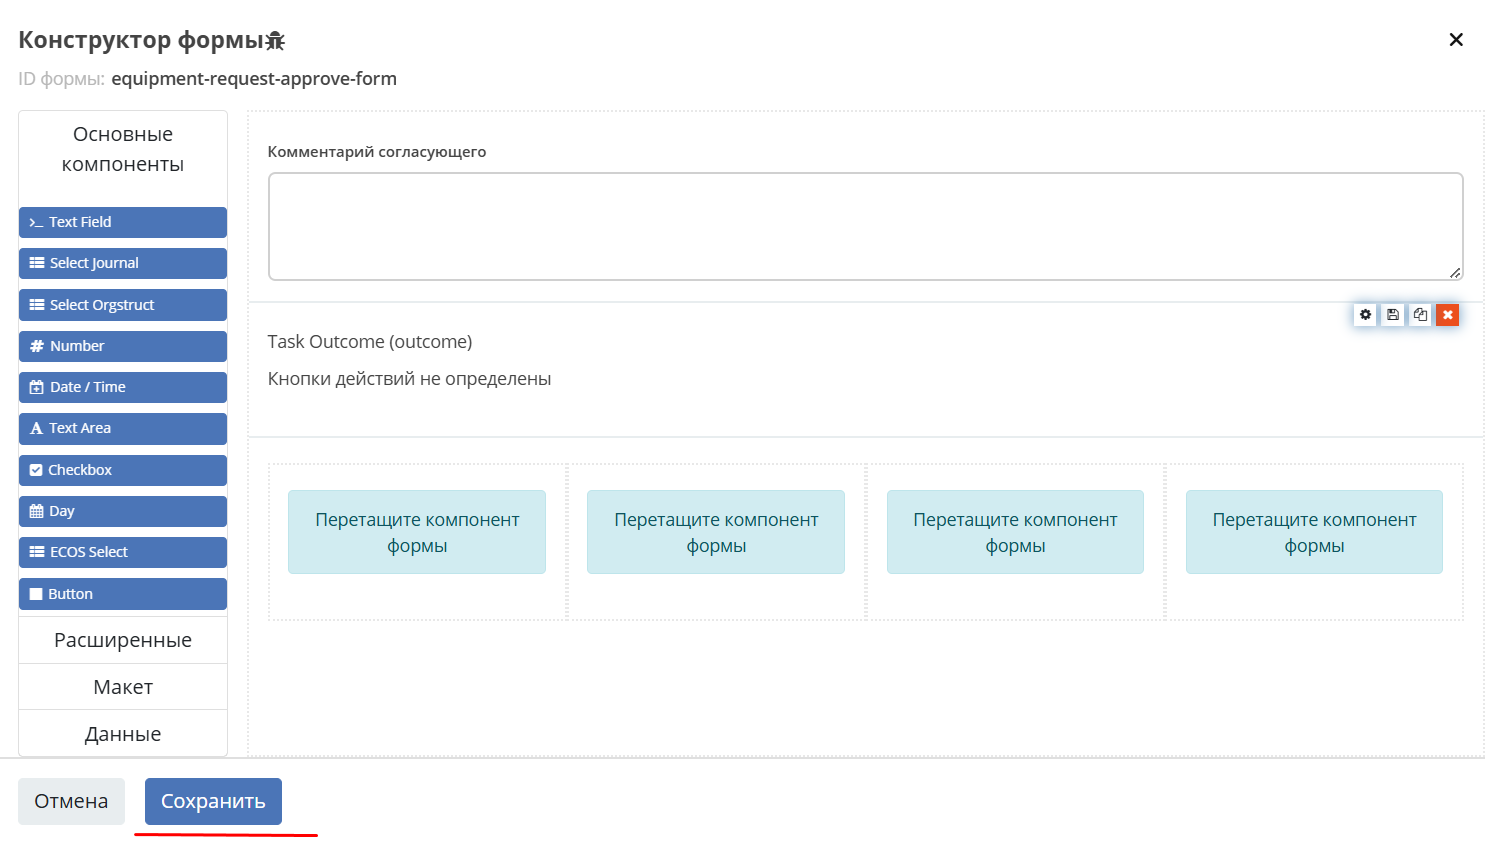 Конструктор формы
ID формы: equipment-request-approve-form
Основные
компоненты
Text Field
Select Journal
Select Orgstruct
Number
Date / Time
Text Area
Checkbox
Day
ECOS Select
Button
Расширенные
Макет
Данные
Комментарий согласующего
Task Outcome (outcome)
Кнопки действий не определены
Перетащите компонент
формы
Перетащите компонент
формы
Перетащите компонент
формы
Перетащите компонент
формы
Отмена
Сохранить